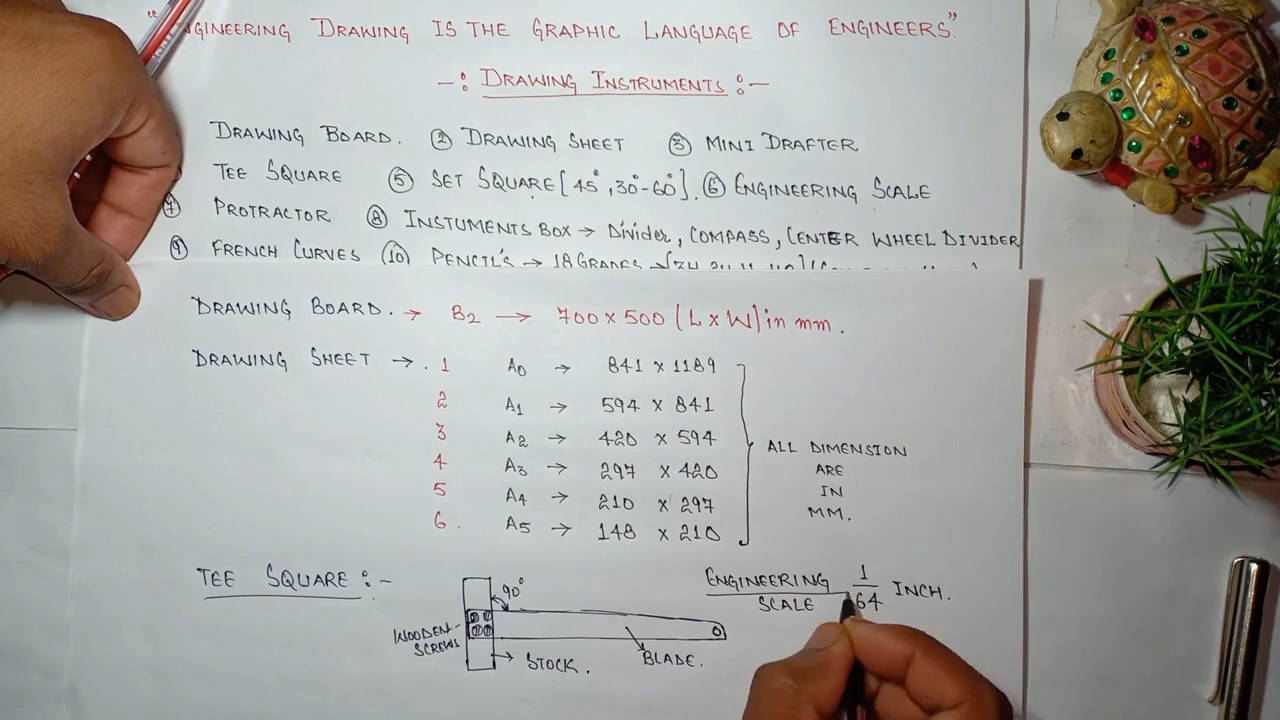 "NGINEERING DRAWING IS THE GRAPHIC LANGUAGE OF ENGINEERS."
-: DRAWING INSTRUMENTS :-
DRAWING BOARD. ② DRAWING SHEET ③ MINI DRAFTER
TEE SQUARE ⑤ SET SQUARE [45°, 30°-60°]. ⑥ ENGINEERING SCALE
⑦ PROTRACTOR ⑧ INSTUMENTS BOX → Divider, COMPASS, CENTER WHEEL DIVIDER
⑨ FRENCH CURVES ⑩ PENCIL'S → 18 GRADES →
DRAWING BOARD. → B2 → 700 x 500 (L x W) in mm.
DRAWING SHEET → . 1 A0 → 841 x 1189
2 A1 → 594 x 841
3 A2 → 420 x 594
4 A3 → 297 x 420
5 A4 → 210 x 297
6. A5 → 148 x 210
ALL DIMENSION
ARE
IN
MM.
TEE SQUARE :-
90°
WOODEN-
SCREWS
→ STOCK.
BLADE.
ENGINEERING
SCALE
1/64 INCH.